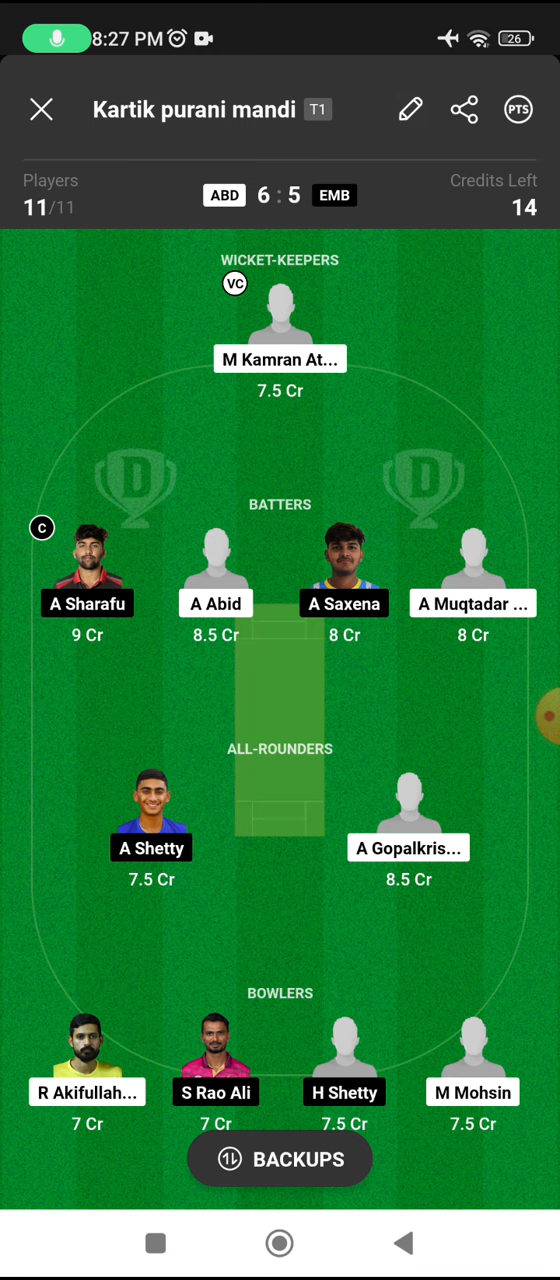 8:27 PM
26
Kartik purani mandi T1
PTS
Players
Credits Left
11/11
ABD 6 : 5 EMB
14
WICKET-KEEPERS
VC
M Kamran At...
7.5 Cr
D D
BATTERS
C
A Sharafu A Abid A Saxena A Muqtadar ...
9 Cr 8.5 Cr 8 Cr 8 Cr
ALL-ROUNDERS
A Shetty A Gopalkris...
7.5 Cr 8.5 Cr
BOWLERS
R Akifullah... S Rao Ali H Shetty M Mohsin
7 Cr 7 Cr 7.5 Cr 7.5 Cr
BACKUPS